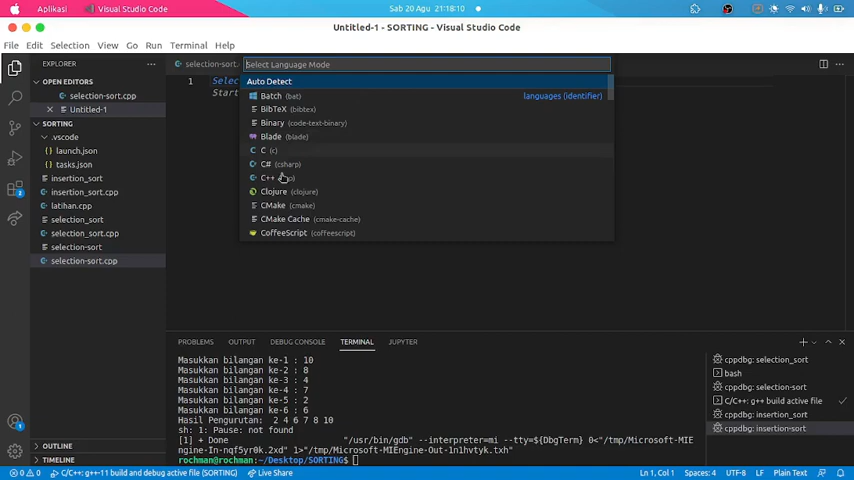 Aplikasi
Visual Studio Code
Sab 20 Agu 21:18:10
Untitled-1 - SORTING - Visual Studio Code
File Edit Selection View Go Run Terminal Help
EXPLORER
OPEN EDITORS
selection-sort.cpp
Untitled-1
SORTING
.vscode
launch.json
tasks.json
insertion_sort
insertion_sort.cpp
latihan.cpp
selection_sort
selection_sort.cpp
selection-sort
selection-sort.cpp
OUTLINE
TIMELINE
selection-sort.
1 Selec
Start
Select Language Mode
Auto Detect
Batch (bat) languages (identifier)
BibTeX (bibtex)
Binary (code-text-binary)
Blade (blade)
C (c)
C# (csharp)
C++
Clojure (clojure)
CMake (cmake)
CMake Cache (cmake-cache)
CoffeeScript (coffeescript)
PROBLEMS OUTPUT DEBUG CONSOLE TERMINAL JUPYTER
Masukkan bilangan ke-1 : 10
Masukkan bilangan ke-2 : 8
Masukkan bilangan ke-3 : 4
Masukkan bilangan ke-4 : 7
Masukkan bilangan ke-5 : 2
Masukkan bilangan ke-6 : 6
Hasil Pengurutan: 2 4 6 7 8 10
sh: 1: Pause: not found
[1] + Done "/usr/bin/gdb" --interpreter=mi --tty=${DbgTerm} 0<"/tmp/Microsoft-MIE
ngine-In-nqf5yr0k.2xd" 1>"/tmp/Microsoft-MIEngine-Out-1n1hvtyk.txh"
rochman@rochman:~/Desktop/SORTING$
cppdbg: selection_sort
bash
cppdbg: selection-sort
C/C++: g++ build active file
cppdbg: insertion_sort
cppdbg: insertion-sort
0 0 C/C++: g++-11 build and debug active file (SORTING) Live Share
Ln 1, Col 1 Spaces: 4 UTF-8 LF Plain Text